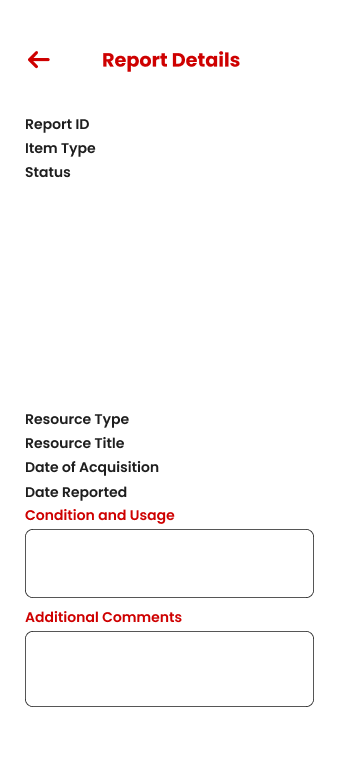 Report Details
Report ID
Item Type
Status
Resource Type
Resource Title
Date of Acquisition
Date Reported
Condition and Usage
Additional Comments